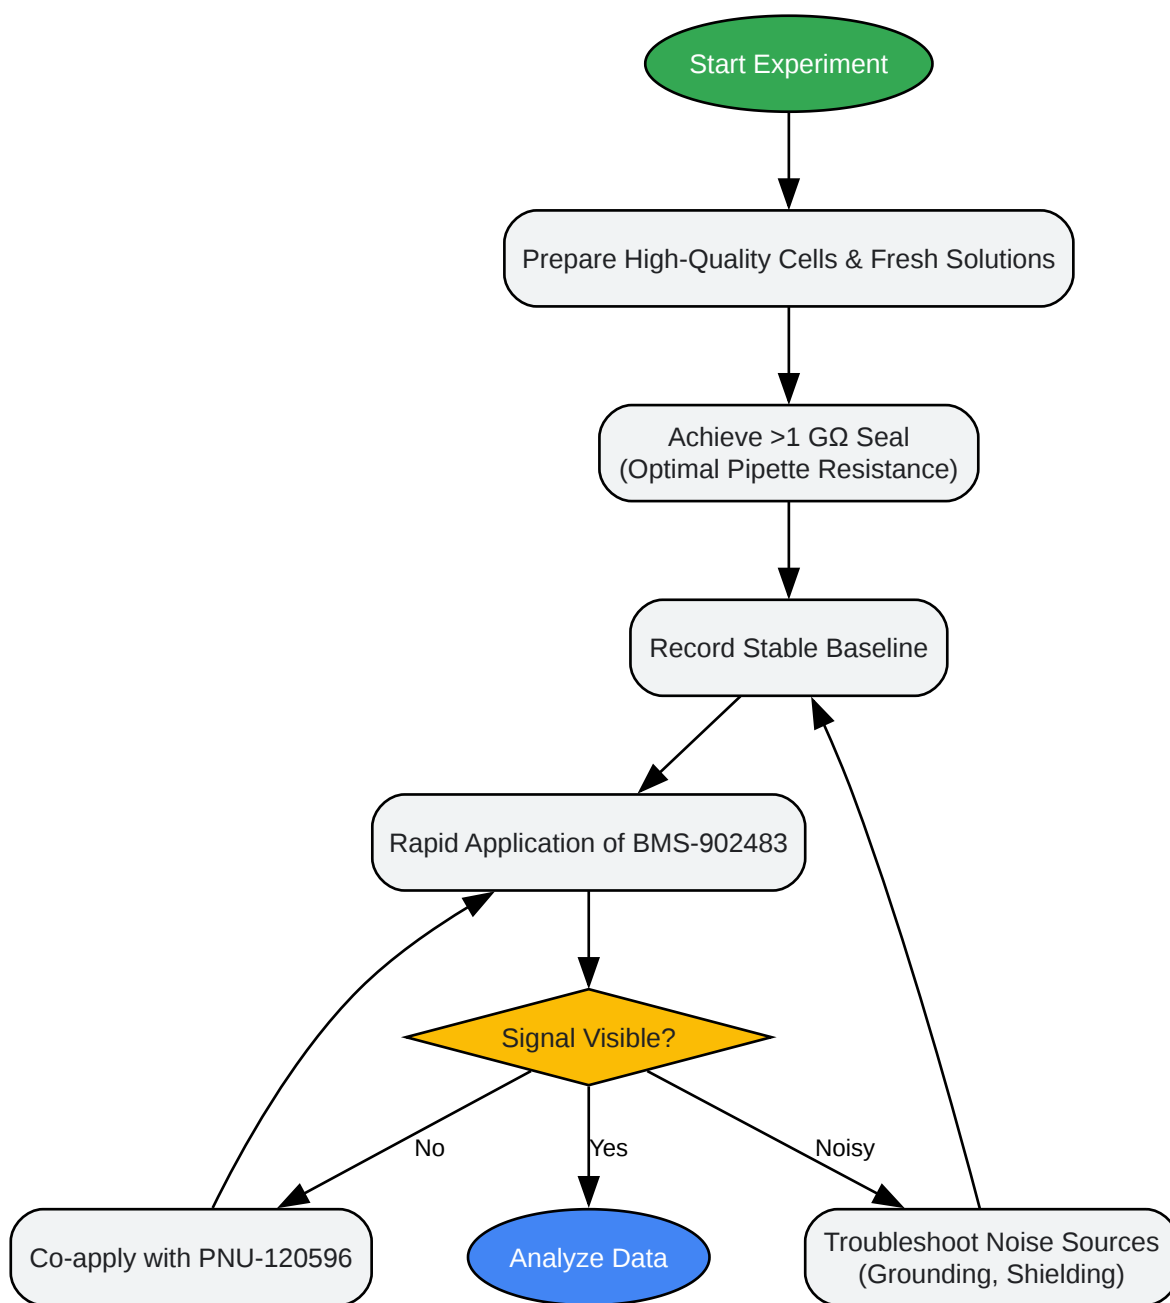 Start Experiment
Prepare High-Quality Cells & Fresh Solutions
Achieve >1 GΩ Seal
(Optimal Pipette Resistance)
Record Stable Baseline
Rapid Application of BMS-902483
Signal Visible?
No
Yes
Noisy
Co-apply with PNU-120596
Analyze Data
Troubleshoot Noise Sources
(Grounding, Shielding)